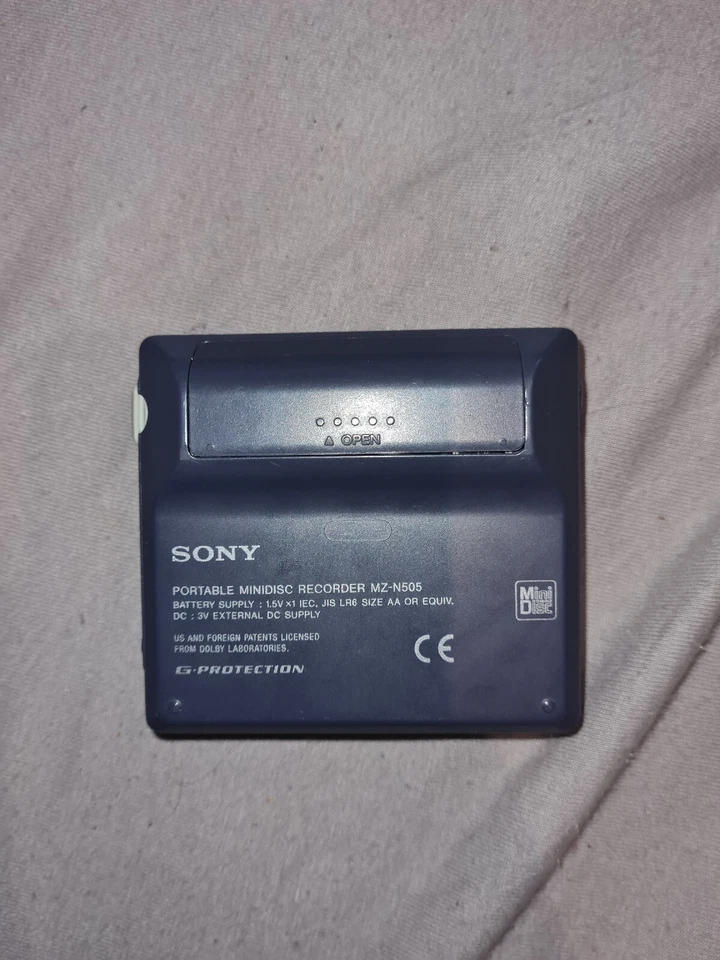 △ OPEN
SONY
PORTABLE MINIDISC RECORDER MZ-N505
BATTERY SUPPLY : 1.5V ×1 IEC, JIS LR6 SIZE AA OR EQUIV.
DC : 3V EXTERNAL DC SUPPLY
Mini
Disc
US AND FOREIGN PATENTS LICENSED
FROM DOLBY LABORATORIES.
CE
G-PROTECTION